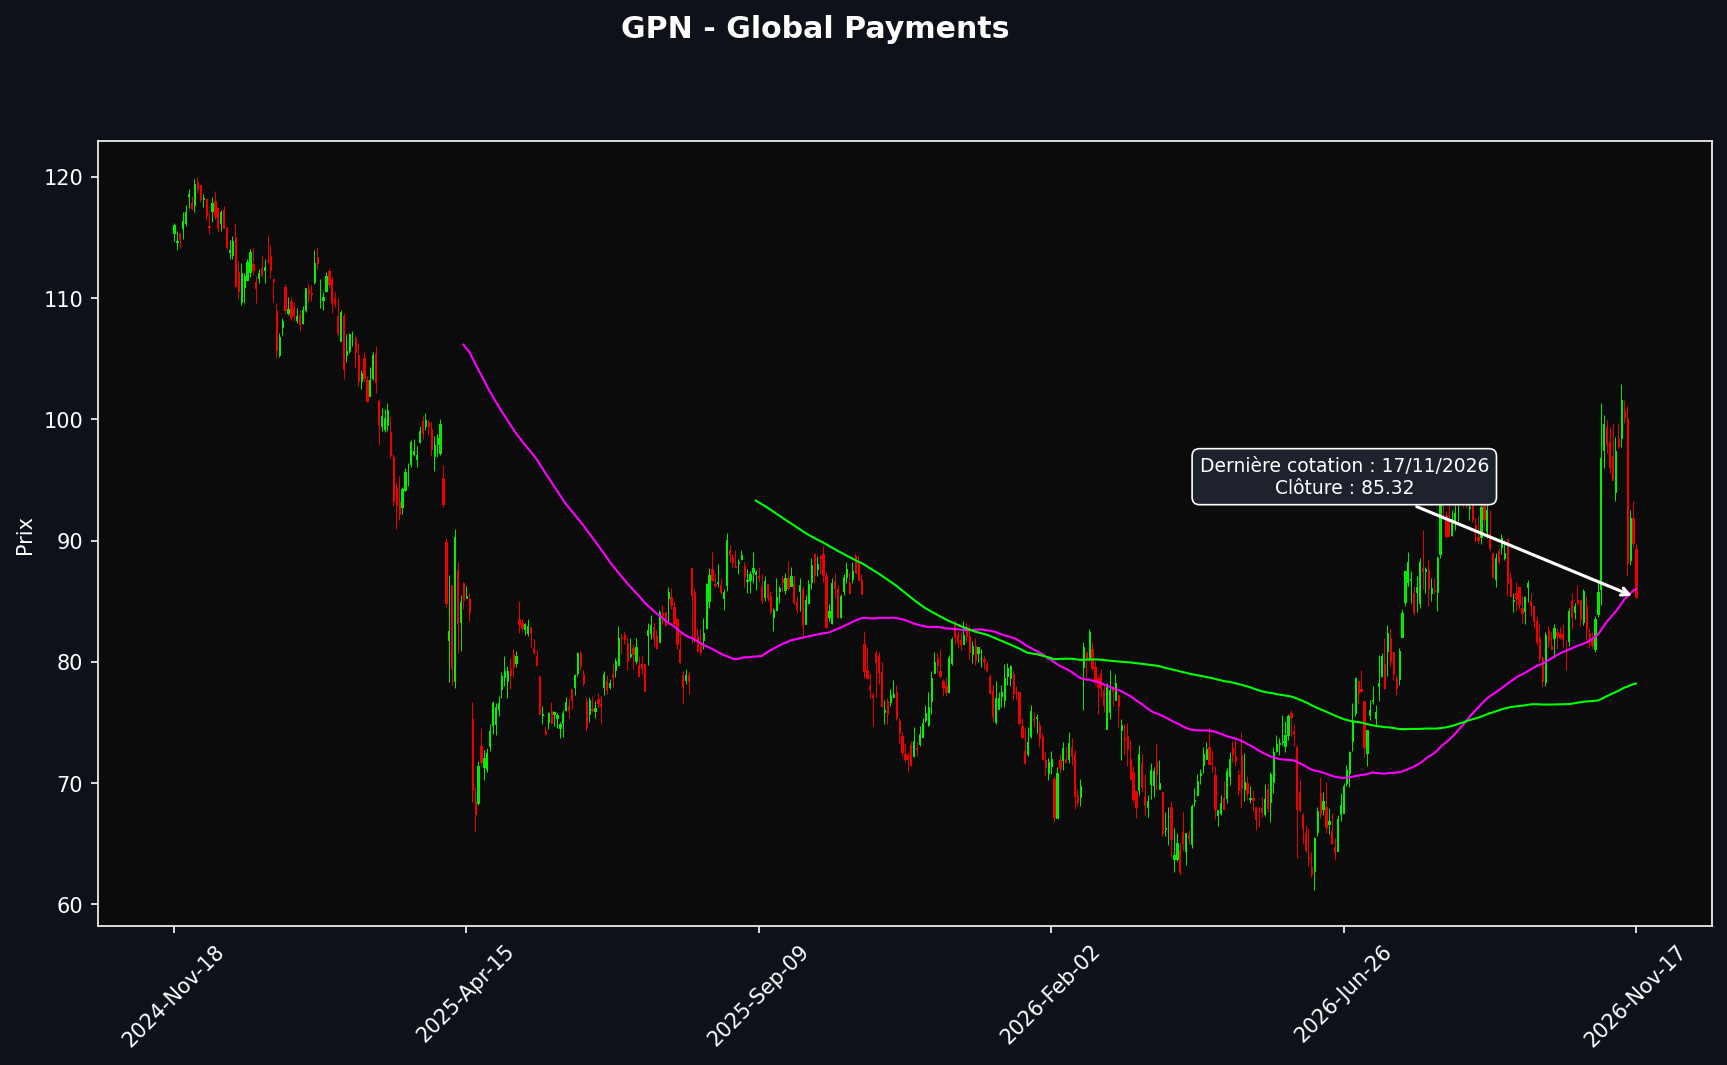 GPN - Global Payments
120
110
100
90
80
70
60
Prix
Dernière cotation : 17/11/2026
Clôture : 85.32
2024-Nov-18
2025-Apr-15
2025-Sep-09
2026-Feb-02
2026-Jun-26
2026-Nov-17